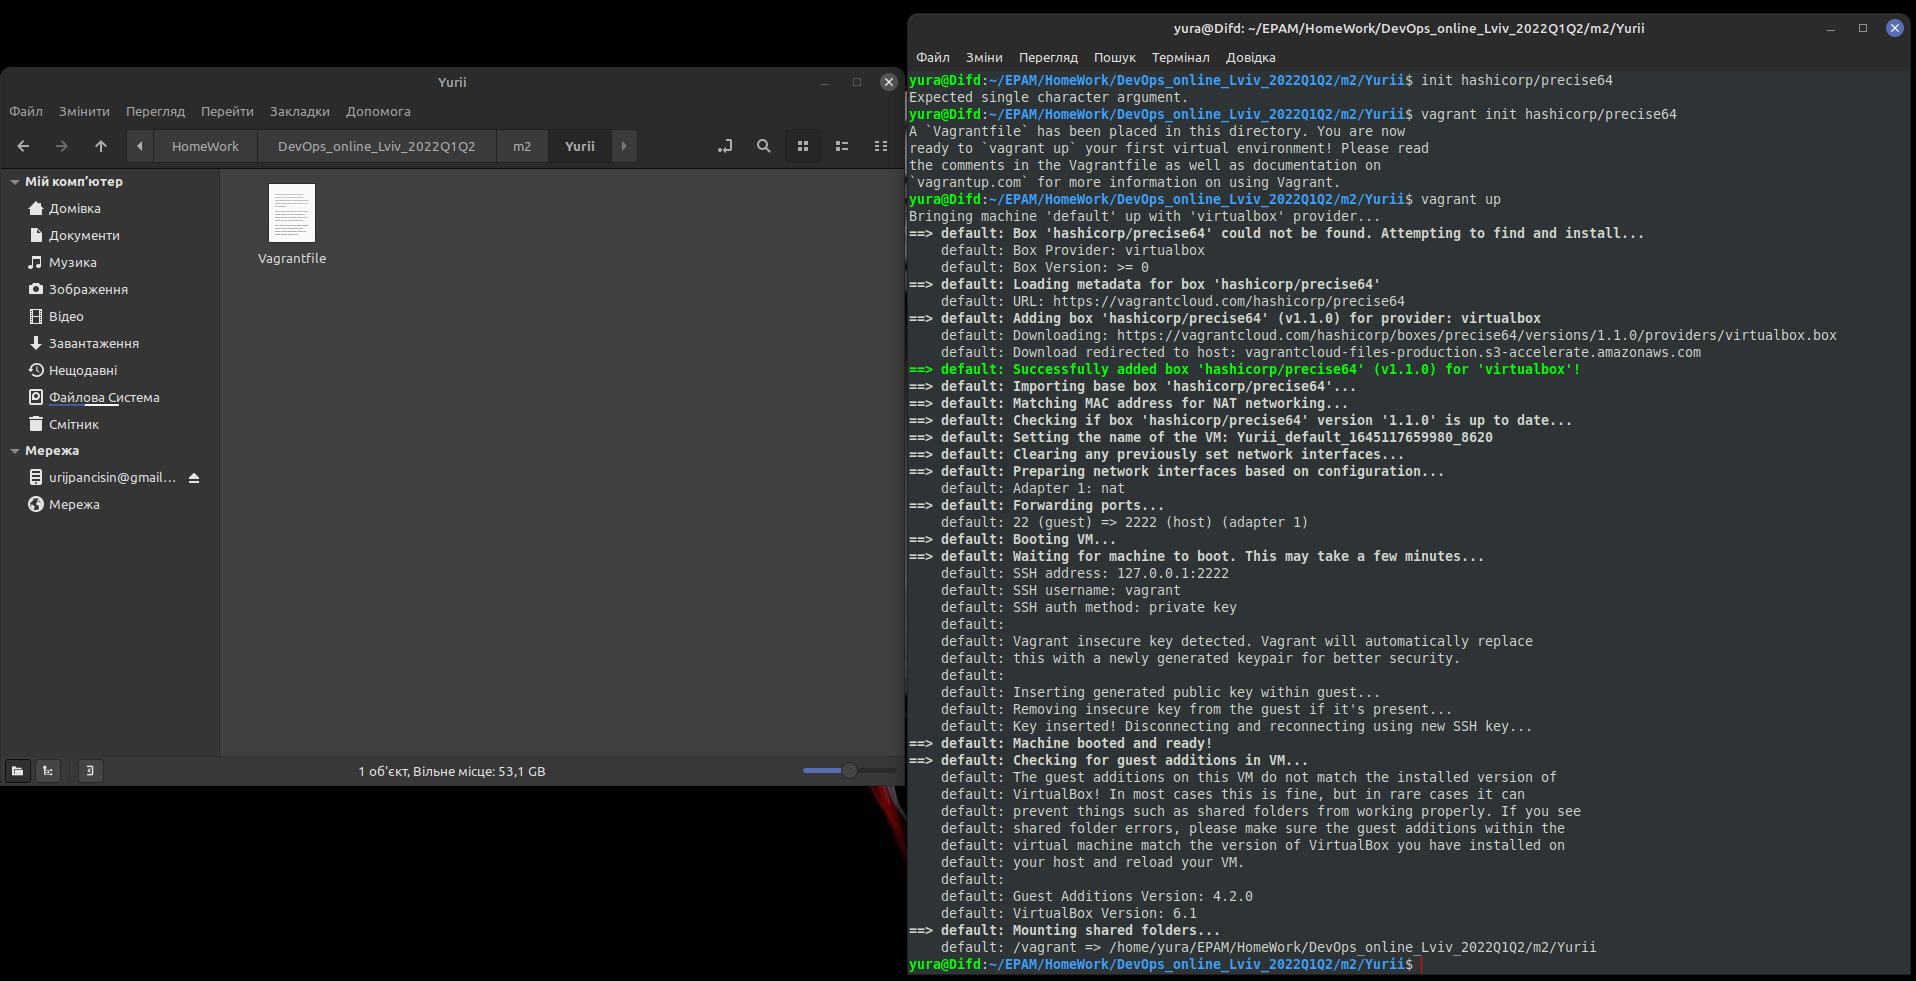 Yurii
Файл Змінити Перегляд Перейти Закладки Допомога
HomeWork DevOps_online_Lviv_2022Q1Q2 m2 Yurii
Мій комп’ютер
Домівка
Документи
Музика
Зображення
Відео
Завантаження
Нещодавні
Файлова Система
Смітник
Мережа
urijpancisin@gmail...
Мережа
Vagrantfile
1 об'єкт, Вільне місце: 53,1 GB
yura@Difd: ~/EPAM/HomeWork/DevOps_online_Lviv_2022Q1Q2/m2/Yurii
Файл Зміни Перегляд Пошук Термінал Довідка
yura@Difd:~/EPAM/HomeWork/DevOps_online_Lviv_2022Q1Q2/m2/Yurii$ init hashicorp/precise64
Expected single character argument.
yura@Difd:~/EPAM/HomeWork/DevOps_online_Lviv_2022Q1Q2/m2/Yurii$ vagrant init hashicorp/precise64
A `Vagrantfile` has been placed in this directory. You are now
ready to `vagrant up` your first virtual environment! Please read
the comments in the Vagrantfile as well as documentation on
`vagrantup.com` for more information on using Vagrant.
yura@Difd:~/EPAM/HomeWork/DevOps_online_Lviv_2022Q1Q2/m2/Yurii$ vagrant up
Bringing machine 'default' up with 'virtualbox' provider...
==> default: Box 'hashicorp/precise64' could not be found. Attempting to find and install...
default: Box Provider: virtualbox
default: Box Version: >= 0
==> default: Loading metadata for box 'hashicorp/precise64'
default: URL: https://vagrantcloud.com/hashicorp/precise64
==> default: Adding box 'hashicorp/precise64' (v1.1.0) for provider: virtualbox
default: Downloading: https://vagrantcloud.com/hashicorp/boxes/precise64/versions/1.1.0/providers/virtualbox.box
default: Download redirected to host: vagrantcloud-files-production.s3-accelerate.amazonaws.com
==> default: Successfully added box 'hashicorp/precise64' (v1.1.0) for 'virtualbox'!
==> default: Importing base box 'hashicorp/precise64'...
==> default: Matching MAC address for NAT networking...
==> default: Checking if box 'hashicorp/precise64' version '1.1.0' is up to date...
==> default: Setting the name of the VM: Yurii_default_1645117659980_8620
==> default: Clearing any previously set network interfaces...
==> default: Preparing network interfaces based on configuration...
default: Adapter 1: nat
==> default: Forwarding ports...
default: 22 (guest) => 2222 (host) (adapter 1)
==> default: Booting VM...
==> default: Waiting for machine to boot. This may take a few minutes...
default: SSH address: 127.0.0.1:2222
default: SSH username: vagrant
default: SSH auth method: private key
default:
default: Vagrant insecure key detected. Vagrant will automatically replace
default: this with a newly generated keypair for better security.
default:
default: Inserting generated public key within guest...
default: Removing insecure key from the guest if it's present...
default: Key inserted! Disconnecting and reconnecting using new SSH key...
==> default: Machine booted and ready!
==> default: Checking for guest additions in VM...
default: The guest additions on this VM do not match the installed version of
default: VirtualBox! In most cases this is fine, but in rare cases it can
default: prevent things such as shared folders from working properly. If you see
default: shared folder errors, please make sure the guest additions within the
default: virtual machine match the version of VirtualBox you have installed on
default: your host and reload your VM.
default:
default: Guest Additions Version: 4.2.0
default: VirtualBox Version: 6.1
==> default: Mounting shared folders...
default: /vagrant => /home/yura/EPAM/HomeWork/DevOps_online_Lviv_2022Q1Q2/m2/Yurii
yura@Difd:~/EPAM/HomeWork/DevOps_online_Lviv_2022Q1Q2/m2/Yurii$